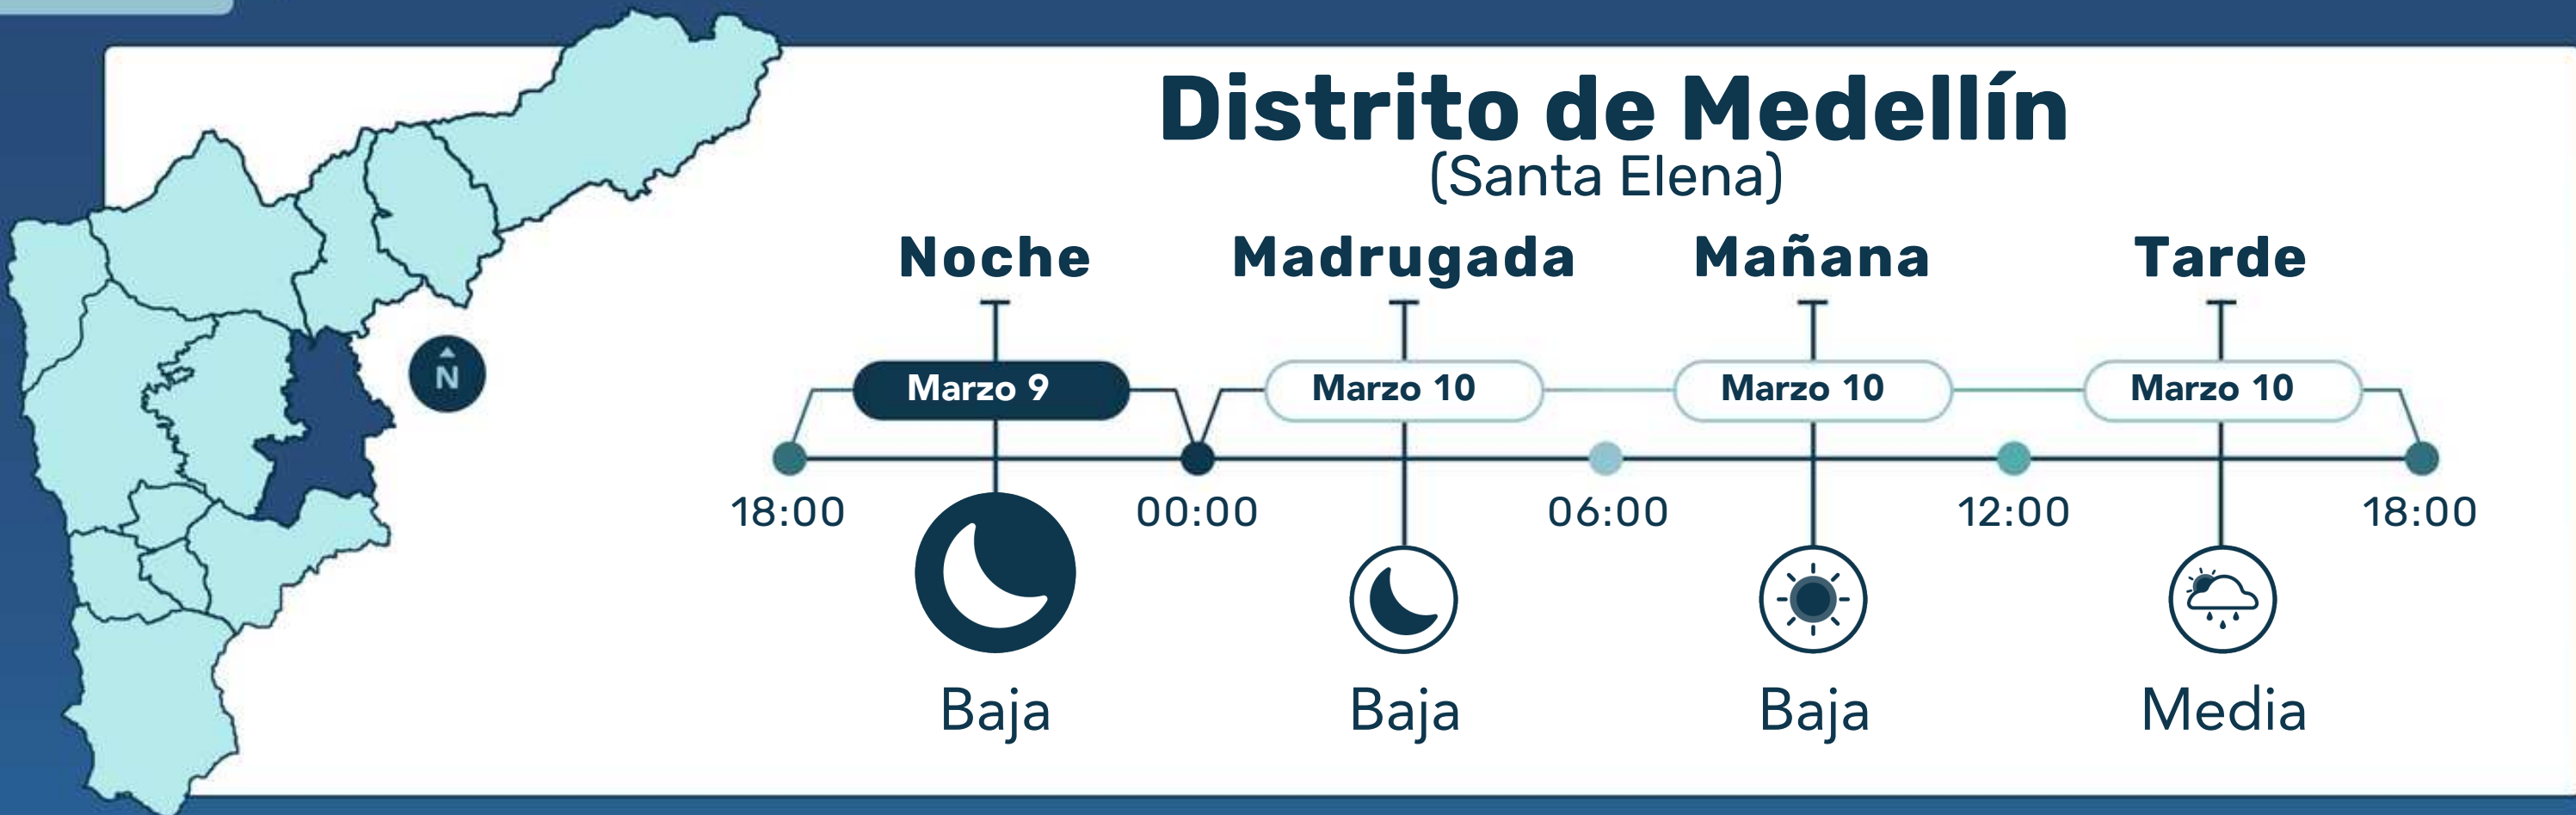 Distrito de Medellín
(Santa Elena)
Noche Madrugada Mañana Tarde
N
Marzo 9 Marzo 10 Marzo 10 Marzo 10
18:00 00:00 06:00 12:00 18:00
Baja Baja Baja Media